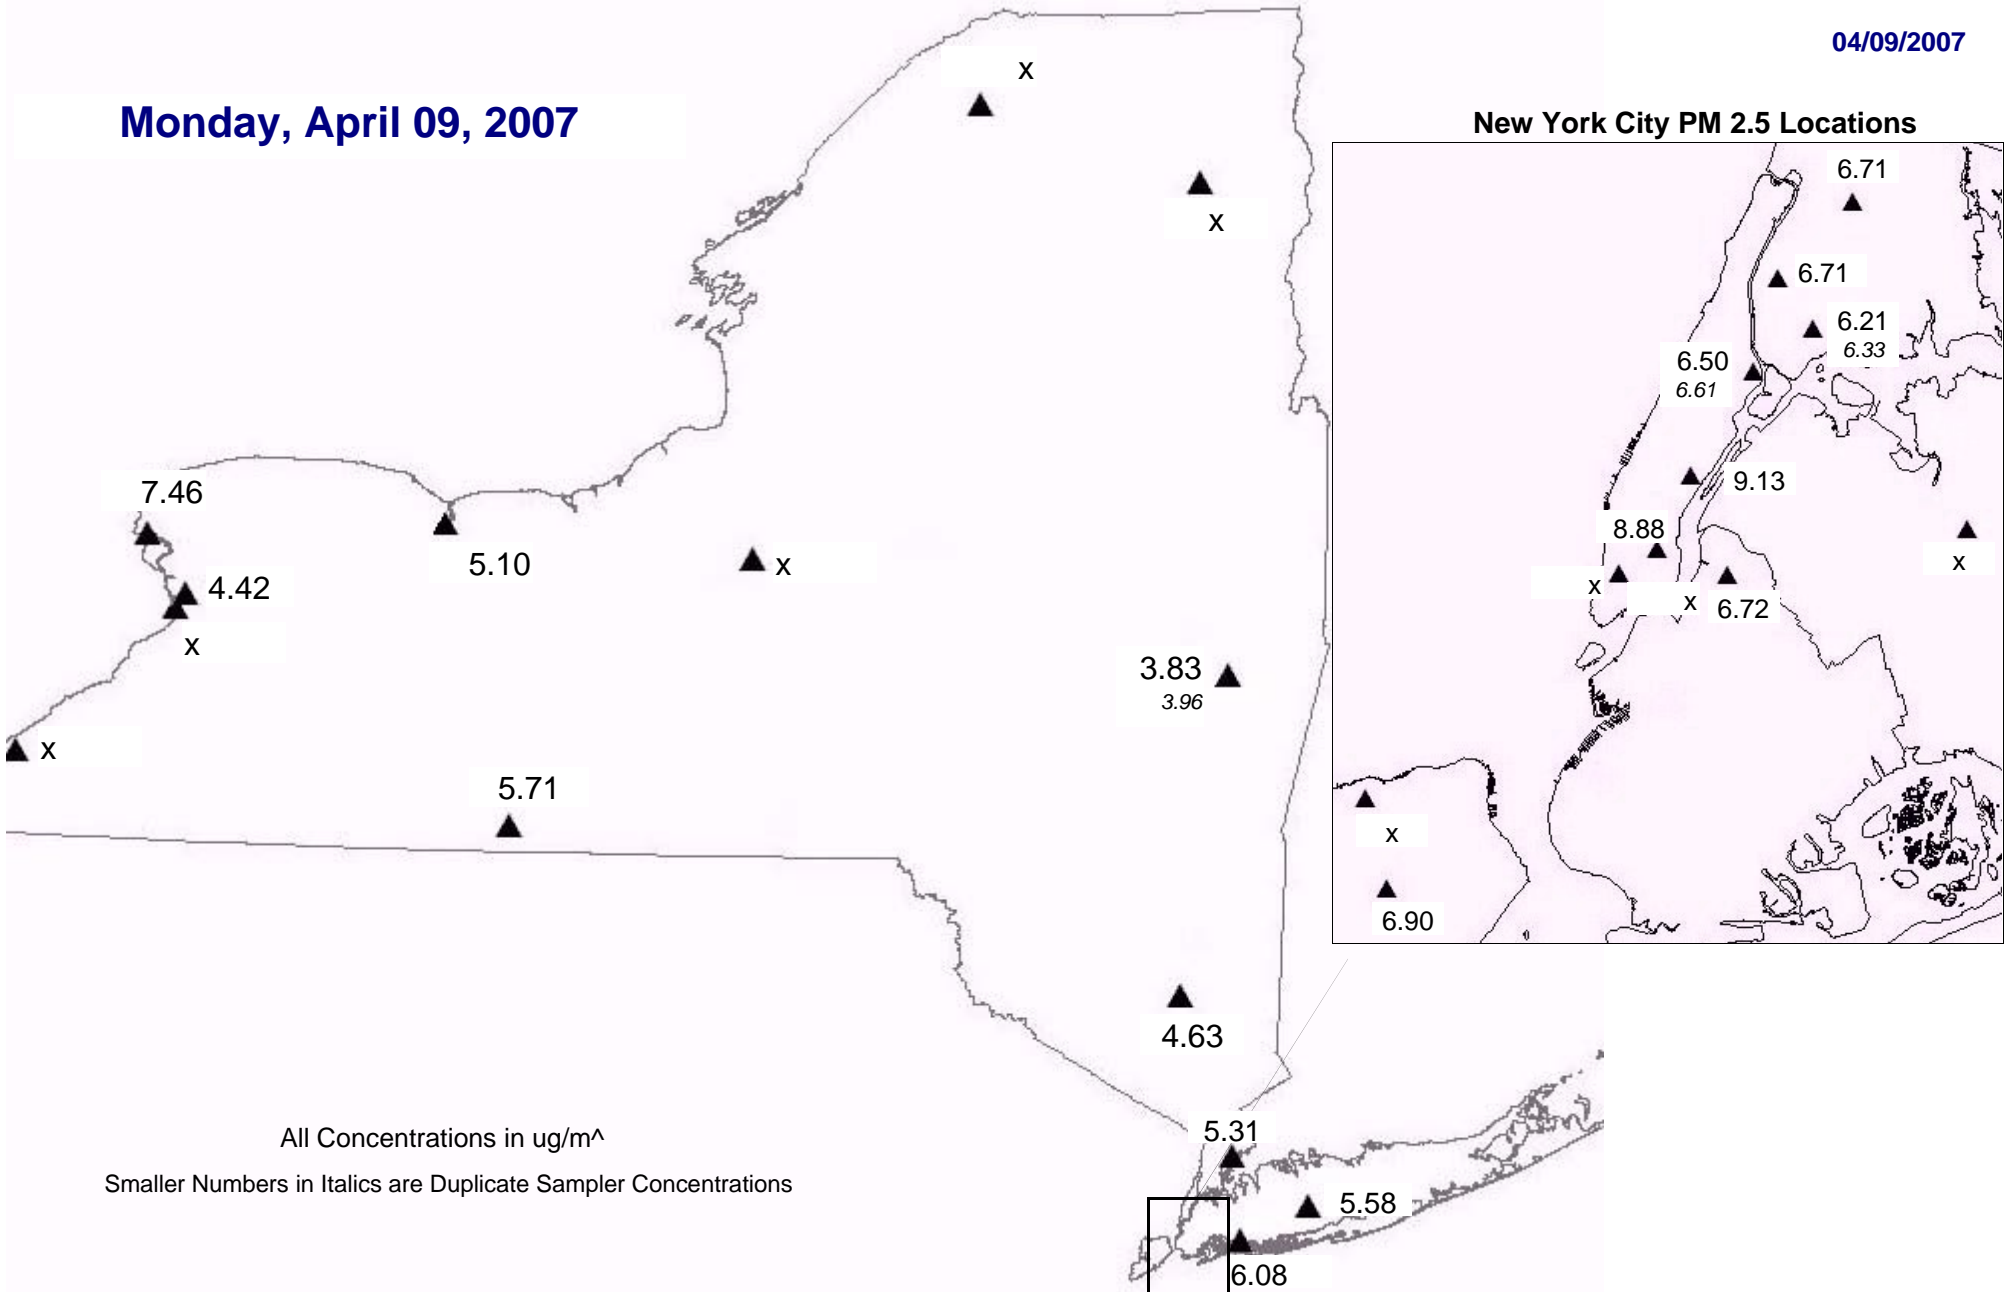 04/09/2007
Monday, April 09, 2007
x
x
New York City PM 2.5 Locations
6.71
6.71
6.21
6.33
6.50
6.61
9.13
8.88
x
x
x
6.72
x
6.90
7.46
5.10
4.42
x
x
x
3.83
3.96
5.71
4.63
5.31
5.58
6.08
All Concentrations in ug/m^
Smaller Numbers in Italics are Duplicate Sampler Concentrations